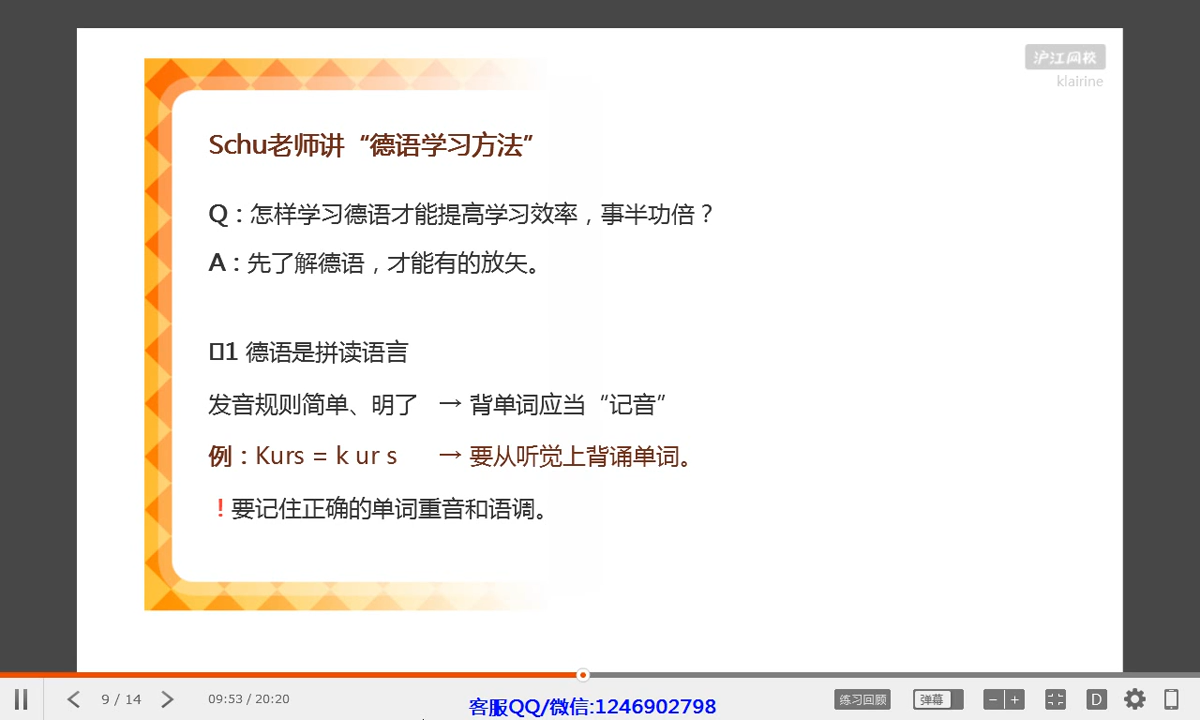 沪江网校
klairine
Schu老师讲“德语学习方法”
Q：怎样学习德语才能提高学习效率，事半功倍？
A：先了解德语，才能有的放矢。
1 德语是拼读语言
发音规则简单、明了 → 背单词应当“记音”
例：Kurs = k ur s → 要从听觉上背诵单词。
！要记住正确的单词重音和语调。
9 / 14 09:53 / 20:20 客服QQ/微信:1246902798 练习回顾 弹幕 − + D